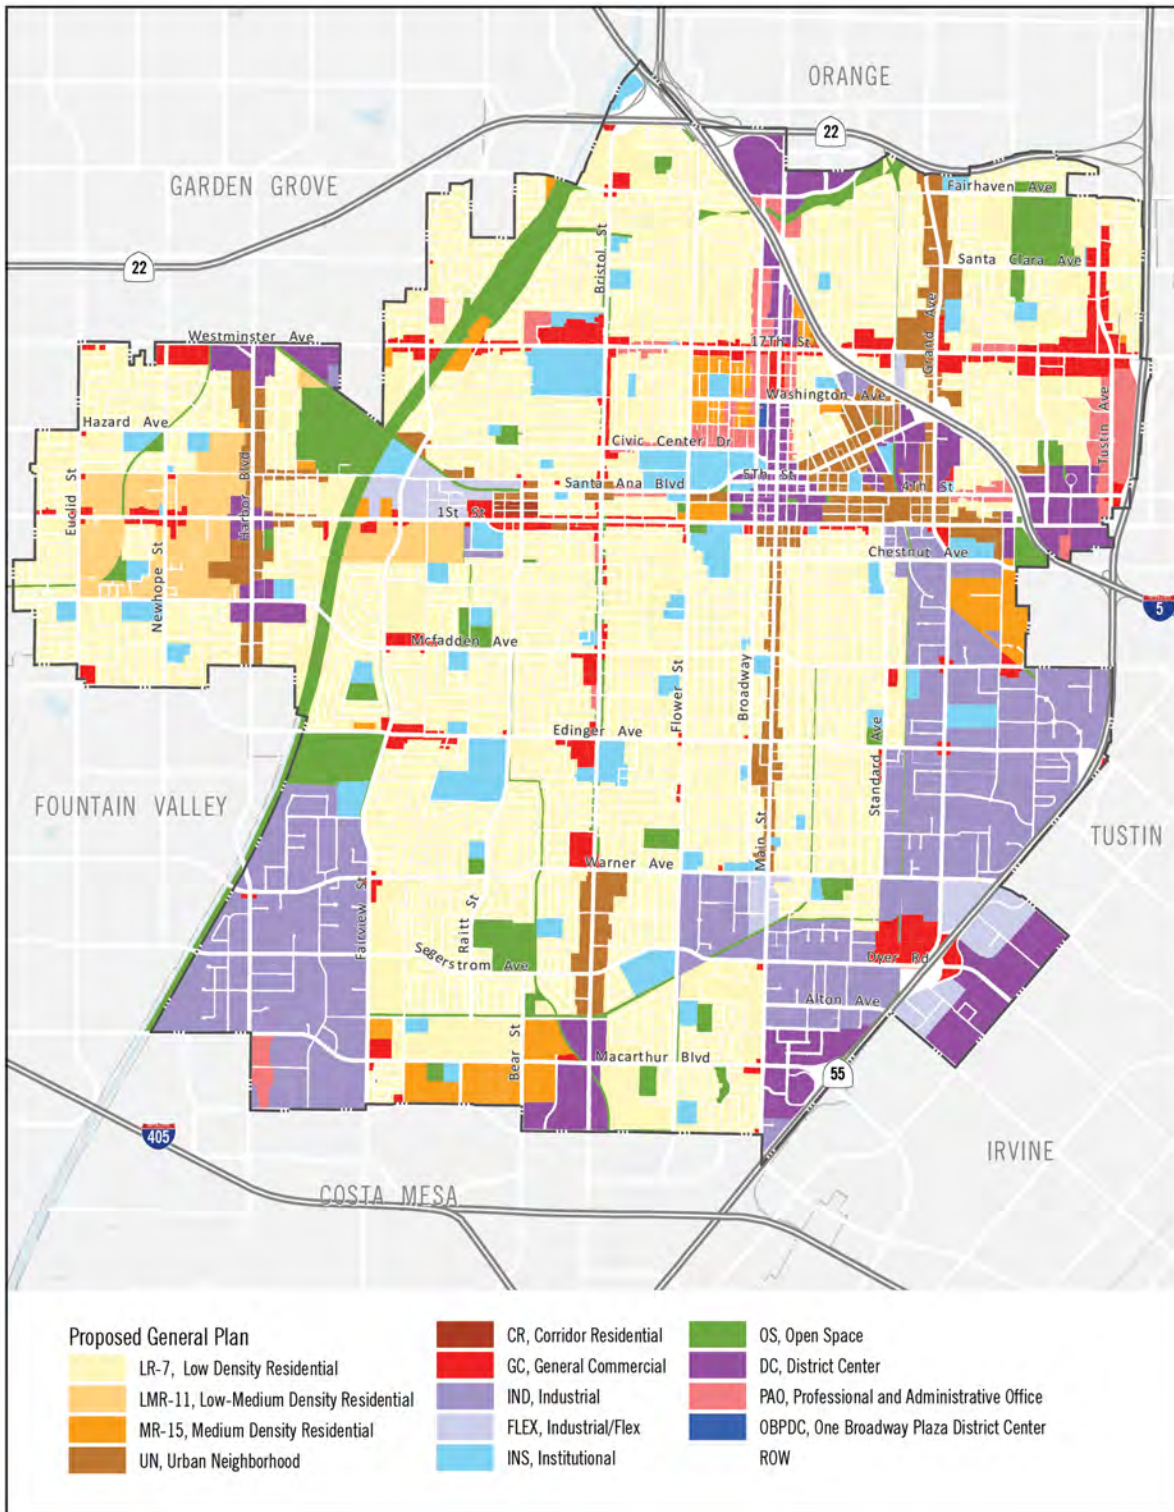 ORANGE
22
GARDEN GROVE
Fairhaven Ave
Bristol St
Santa Clara Ave
22
Grand Ave
Westminster Ave
17Th St
Washington Ave
Tustin Ave
Hazard Ave
Civic Center Dr
Harbor Blvd
Euclid St
5Th St
Santa Ana Blvd
4Th St
1St St
Newhope St
Chestnut Ave
5
Mcfadden Ave
Flower St
Broadway
Edinger Ave
Standard Ave
FOUNTAIN VALLEY
TUSTIN
Main St
Warner Ave
Fairview St
Raitt St
Segerstrom Ave
Dyer Rd
Alton Ave
Bear St
Macarthur Blvd
55
405
IRVINE
COSTA MESA
Proposed General Plan
LR-7, Low Density Residential
LMR-11, Low-Medium Density Residential
MR-15, Medium Density Residential
UN, Urban Neighborhood
CR, Corridor Residential
GC, General Commercial
IND, Industrial
FLEX, Industrial/Flex
INS, Institutional
OS, Open Space
DC, District Center
PAO, Professional and Administrative Office
OBPDC, One Broadway Plaza District Center
ROW